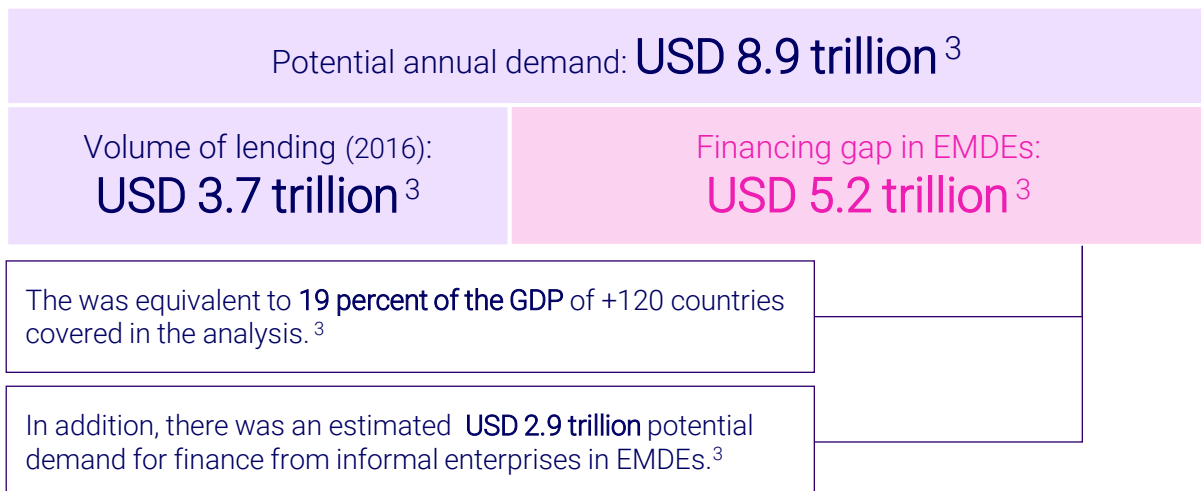 Potential annual demand: USD 8.9 trillion 3
Volume of lending (2016):
USD 3.7 trillion 3
Financing gap in EMDEs:
USD 5.2 trillion 3
The was equivalent to 19 percent of the GDP of +120 countries
covered in the analysis. 3
In addition, there was an estimated USD 2.9 trillion potential
demand for finance from informal enterprises in EMDEs.3